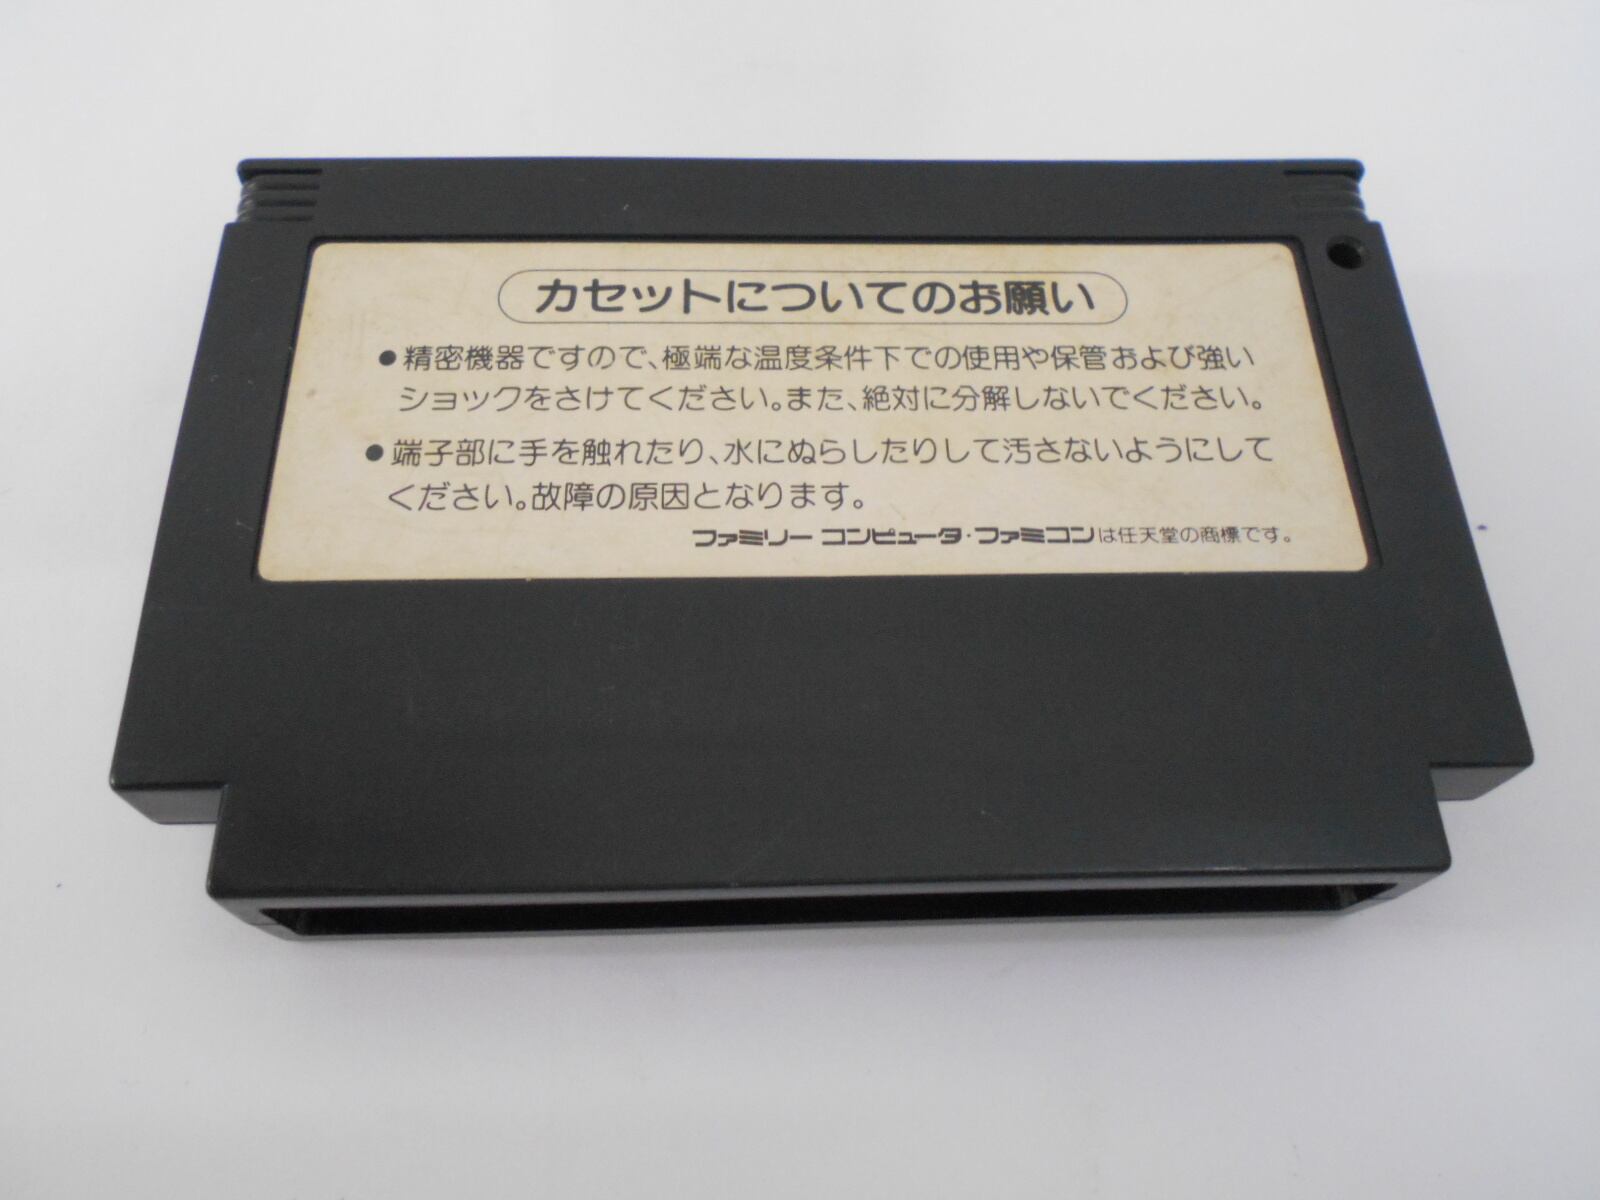 カセットについてのお願い
●精密機器ですので、極端な温度条件下での使用や保管および強い
ショックをさけてください。また、絶対に分解しないでください。
●端子部に手を触れたり、水にぬらしたりして汚さないようにして
ください。故障の原因となります。
ファミリー コンピュータ・ファミコンは任天堂の商標です。